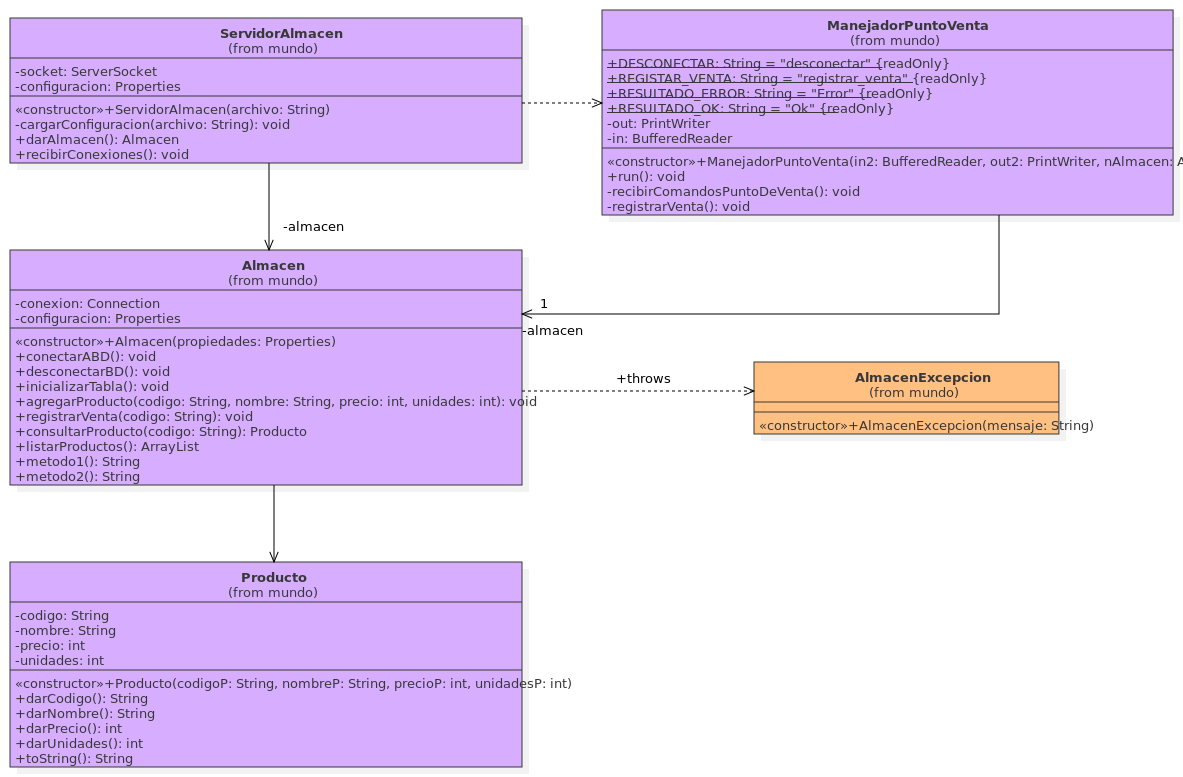 ServidorAlmacen
(from mundo)
-socket: ServerSocket
-configuracion: Properties
«constructor»+ServidorAlmacen(archivo: String)
-cargarConfiguracion(archivo: String): void
+darAlmacen(): Almacen
+recibirConexiones(): void
ManejadorPuntoVenta
(from mundo)
+DESCONECTAR: String = "desconectar" {readOnly}
+REGISTAR_VENTA: String = "registrar_venta" {readOnly}
+RESULTADO_ERROR: String = "Error" {readOnly}
+RESULTADO_OK: String = "Ok" {readOnly}
-out: PrintWriter
-in: BufferedReader
«constructor»+ManejadorPuntoVenta(in2: BufferedReader, out2: PrintWriter, nAlmacen: A
+run(): void
-recibirComandosPuntoDeVenta(): void
-registrarVenta(): void
-almacen
Almacen
(from mundo)
-conexion: Connection
-configuracion: Properties
«constructor»+Almacen(propiedades: Properties)
+conectarABD(): void
+desconectarBD(): void
+inicializarTabla(): void
+agregarProducto(codigo: String, nombre: String, precio: int, unidades: int): void
+registrarVenta(codigo: String): void
+consultarProducto(codigo: String): Producto
+listarProductos(): ArrayList
+metodo1(): String
+metodo2(): String
1
-almacen
+throws
AlmacenExcepcion
(from mundo)
«constructor»+AlmacenExcepcion(mensaje: String)
Producto
(from mundo)
-codigo: String
-nombre: String
-precio: int
-unidades: int
«constructor»+Producto(codigoP: String, nombreP: String, precioP: int, unidadesP: int)
+darCodigo(): String
+darNombre(): String
+darPrecio(): int
+darUnidades(): int
+toString(): String